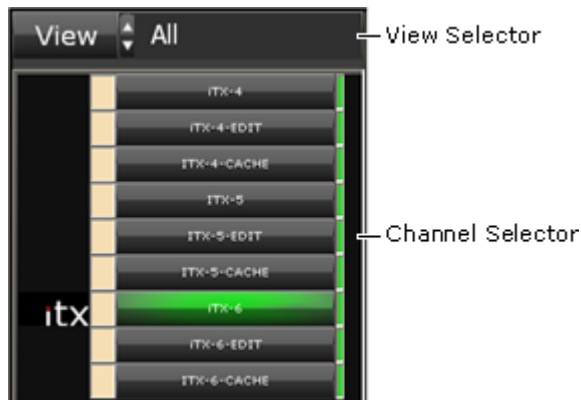 View All View Selector
iTX-4
iTX-4-EDIT
ITX-4-CACHE
ITX-5
ITX-5-EDIT
ITX-5-CACHE
Channel Selector
itx iTX-6
iTX-6-EDIT
ITX-6-CACHE